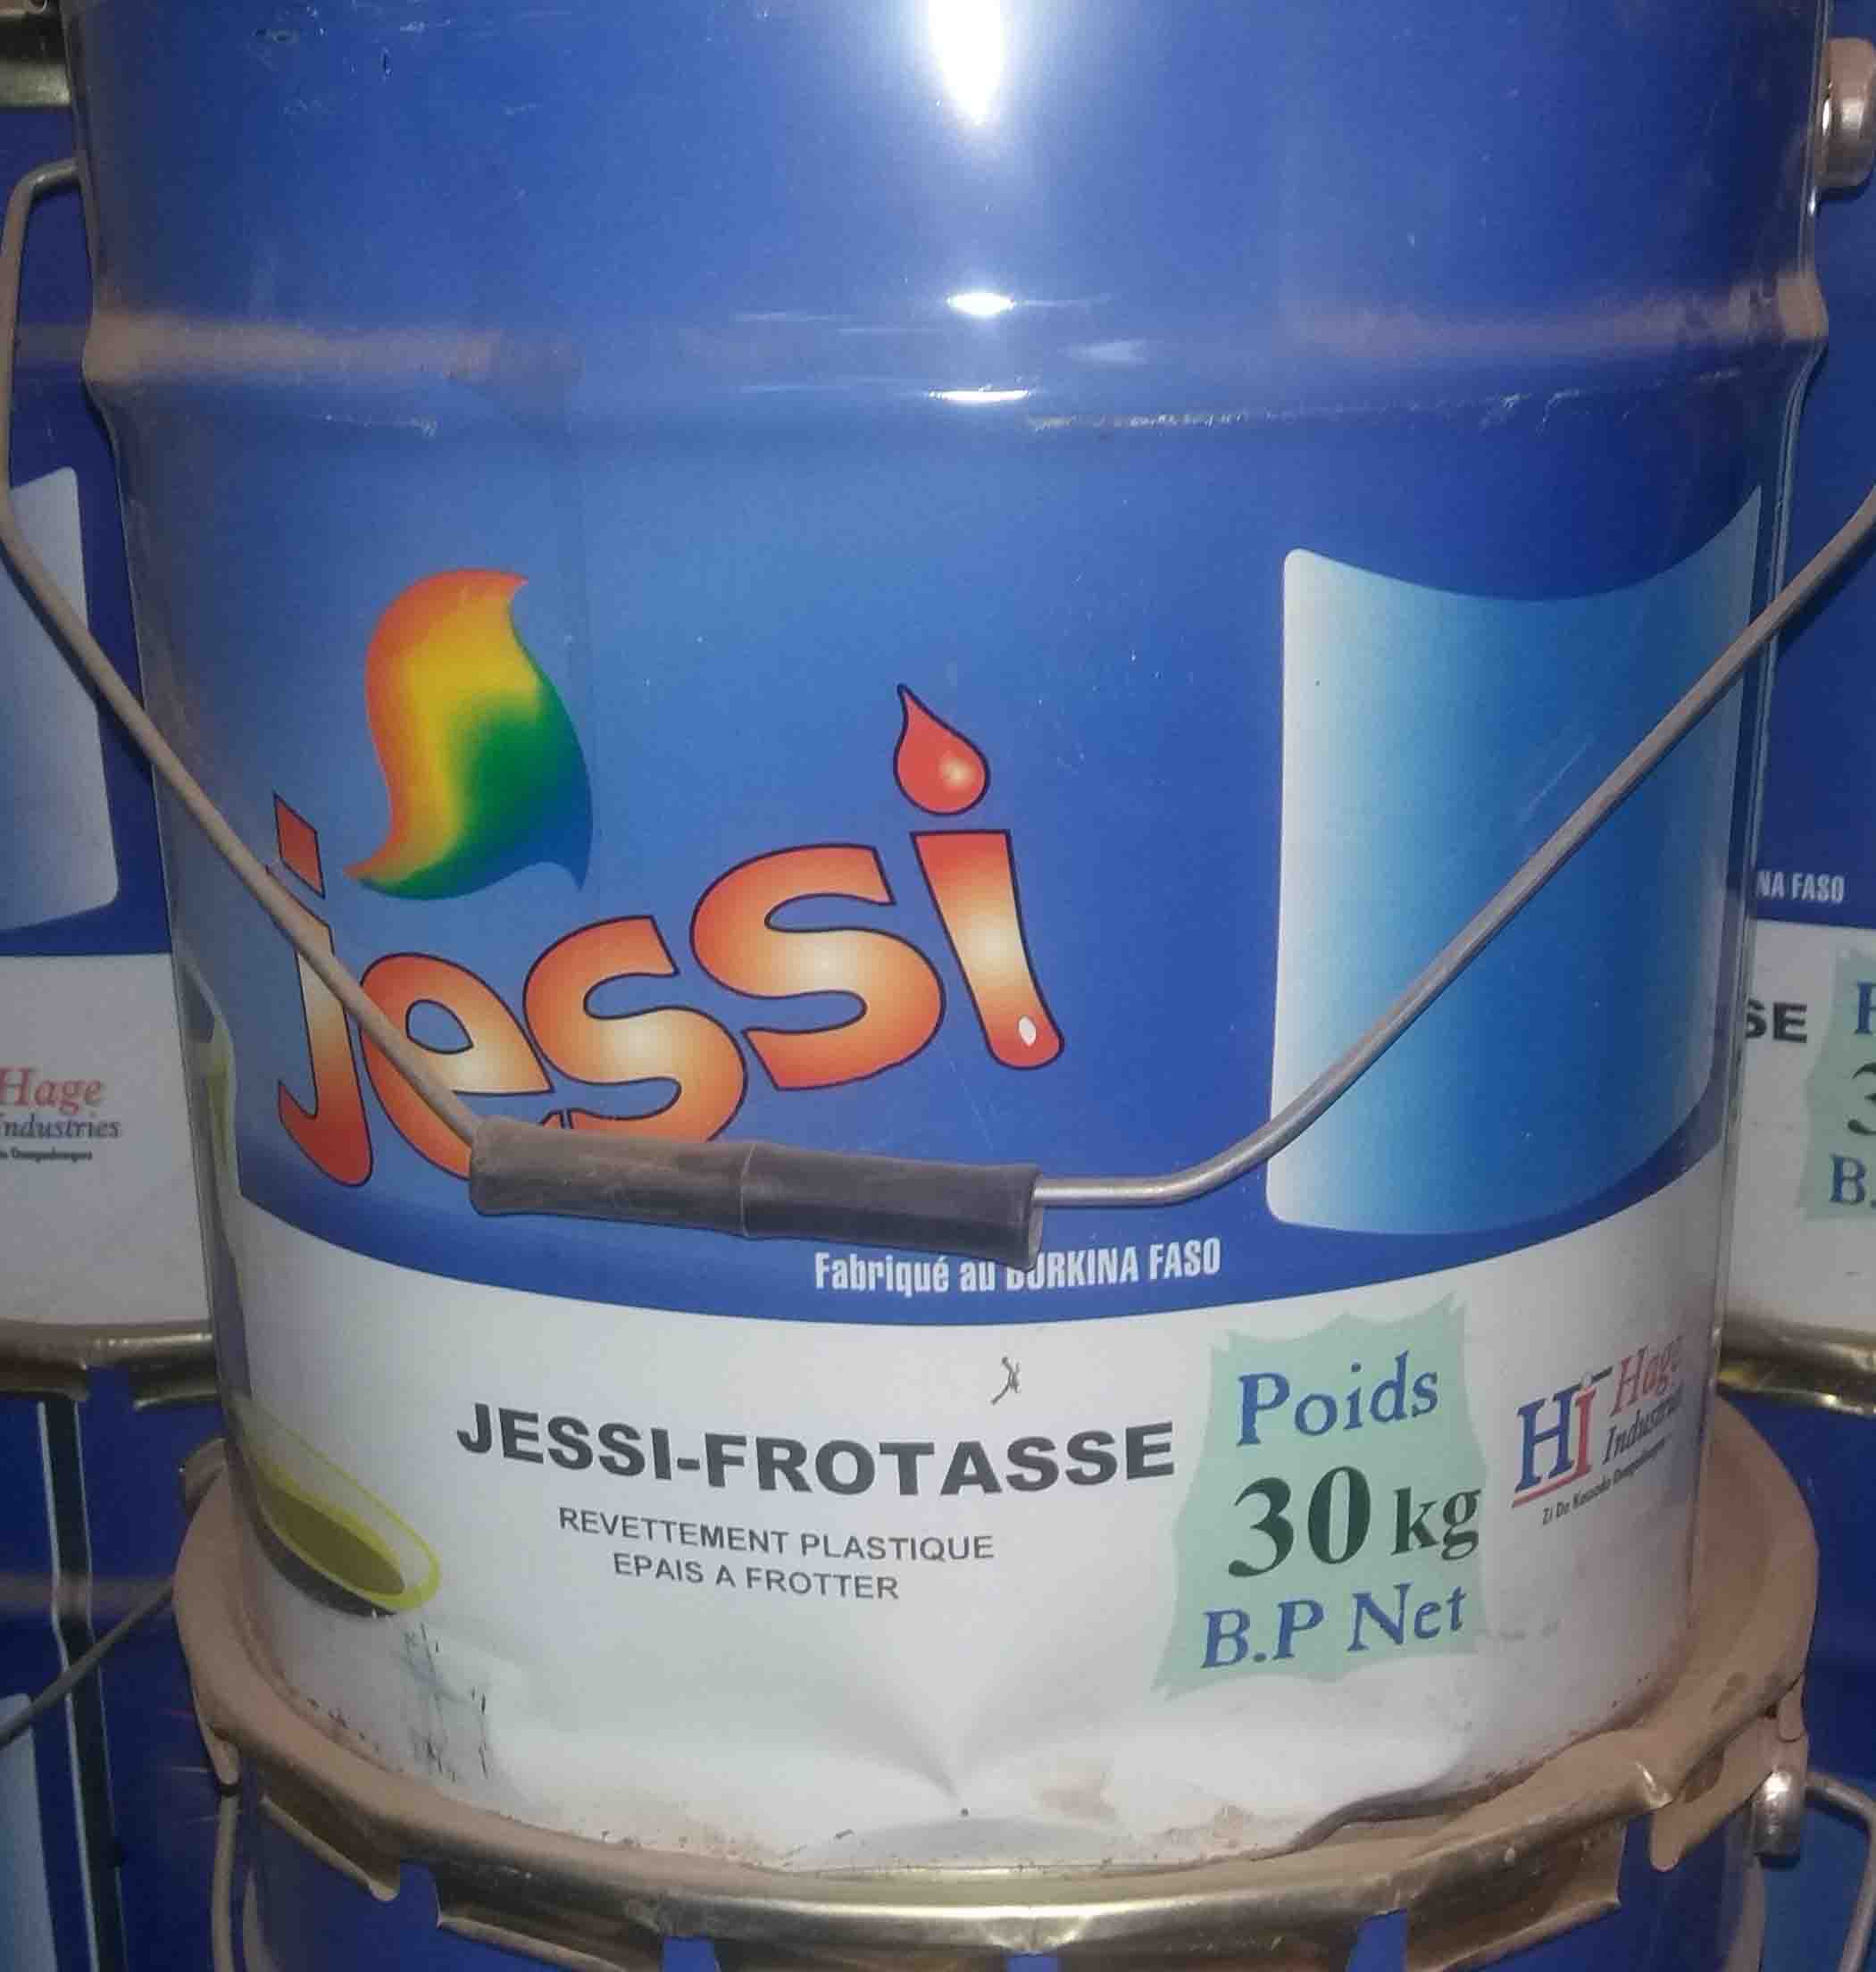 jessi
Fabriqué au BURKINA FASO
JESSI-FROTASSE
REVETTEMENT PLASTIQUE
EPAIS A FROTTER
Poids
30 kg
B.P Net
HI Hage
Industries
Hage
Industries
NA FASO
SE
B.